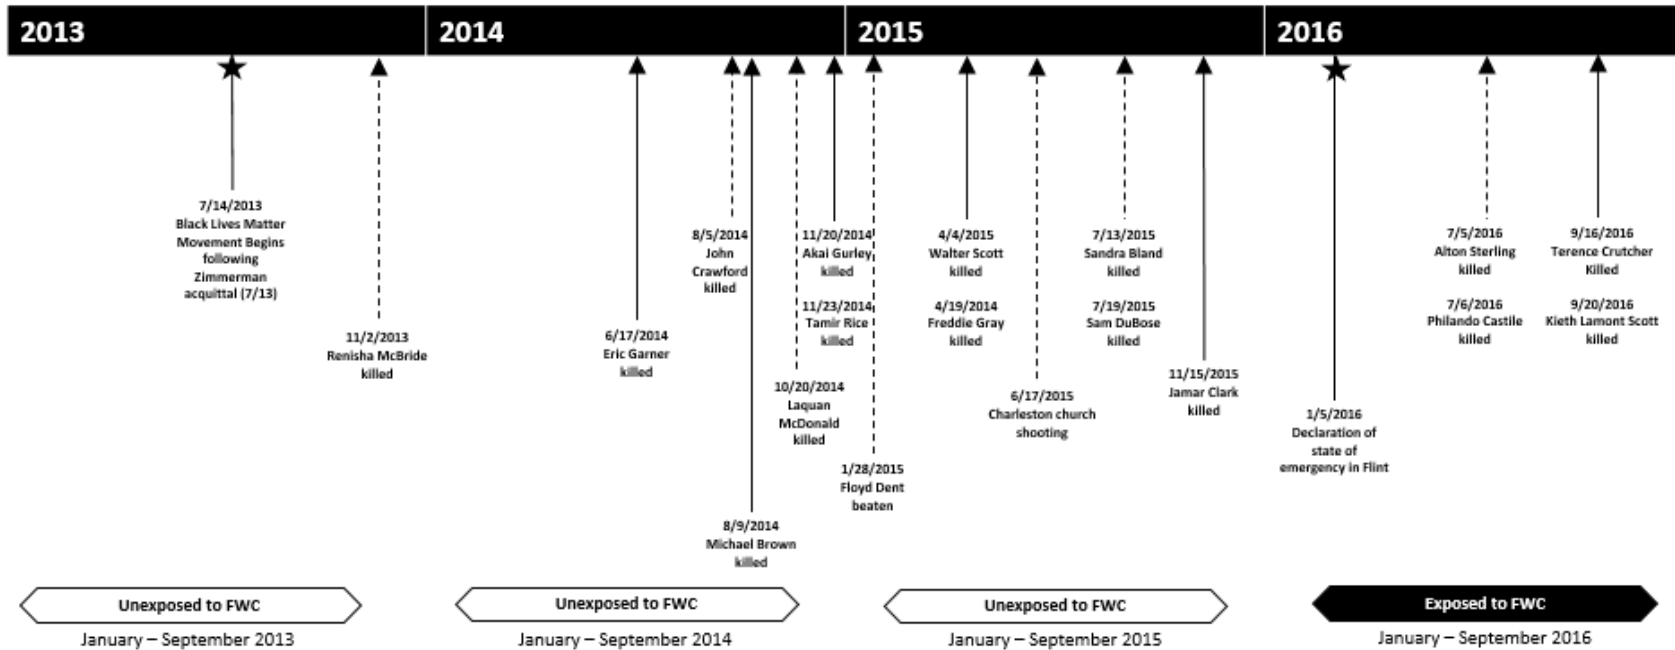 2013
2014
2015
2016
7/14/2013
Black Lives Matter
Movement Begins
following
Zimmerman
acquittal (7/13)
11/2/2013
Renisha McBride
killed
6/17/2014
Eric Garner
killed
8/5/2014
John
Crawford
killed
8/9/2014
Michael Brown
killed
10/20/2014
Laquan
McDonald
killed
11/20/2014
Akai Gurley
killed
11/23/2014
Tamir Rice
killed
1/28/2015
Floyd Dent
beaten
4/4/2015
Walter Scott
killed
4/19/2014
Freddie Gray
killed
6/17/2015
Charleston church
shooting
7/13/2015
Sandra Bland
killed
7/19/2015
Sam DuBose
killed
11/15/2015
Jamar Clark
killed
1/5/2016
Declaration of
state of
emergency in Flint
7/5/2016
Alton Sterling
killed
7/6/2016
Philando Castile
killed
9/16/2016
Terence Crutcher
Killed
9/20/2016
Kieth Lamont Scott
killed
Unexposed to FWC
January – September 2013
Unexposed to FWC
January – September 2014
Unexposed to FWC
January – September 2015
Exposed to FWC
January – September 2016